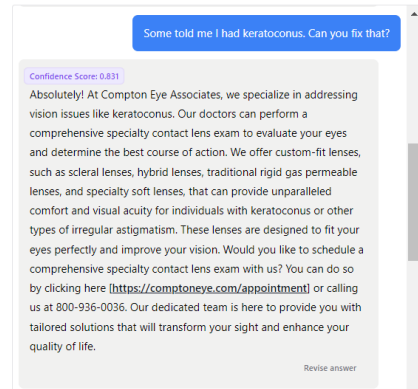 Some told me I had keratoconus. Can you fix that?
Confidence Score: 0.831
Absolutely! At Compton Eye Associates, we specialize in addressing
vision issues like keratoconus. Our doctors can perform a
comprehensive specialty contact lens exam to evaluate your eyes
and determine the best course of action. We offer custom-fit lenses,
such as scleral lenses, hybrid lenses, traditional rigid gas permeable
lenses, and specialty soft lenses, that can provide unparalleled
comfort and visual acuity for individuals with keratoconus or other
types of irregular astigmatism. These lenses are designed to fit your
eyes perfectly and improve your vision. Would you like to schedule a
comprehensive specialty contact lens exam with us? You can do so
by clicking here [https://comptoneye.com/appointment] or calling
us at 800-936-0036. Our dedicated team is here to provide you with
tailored solutions that will transform your sight and enhance your
quality of life.
Revise answer